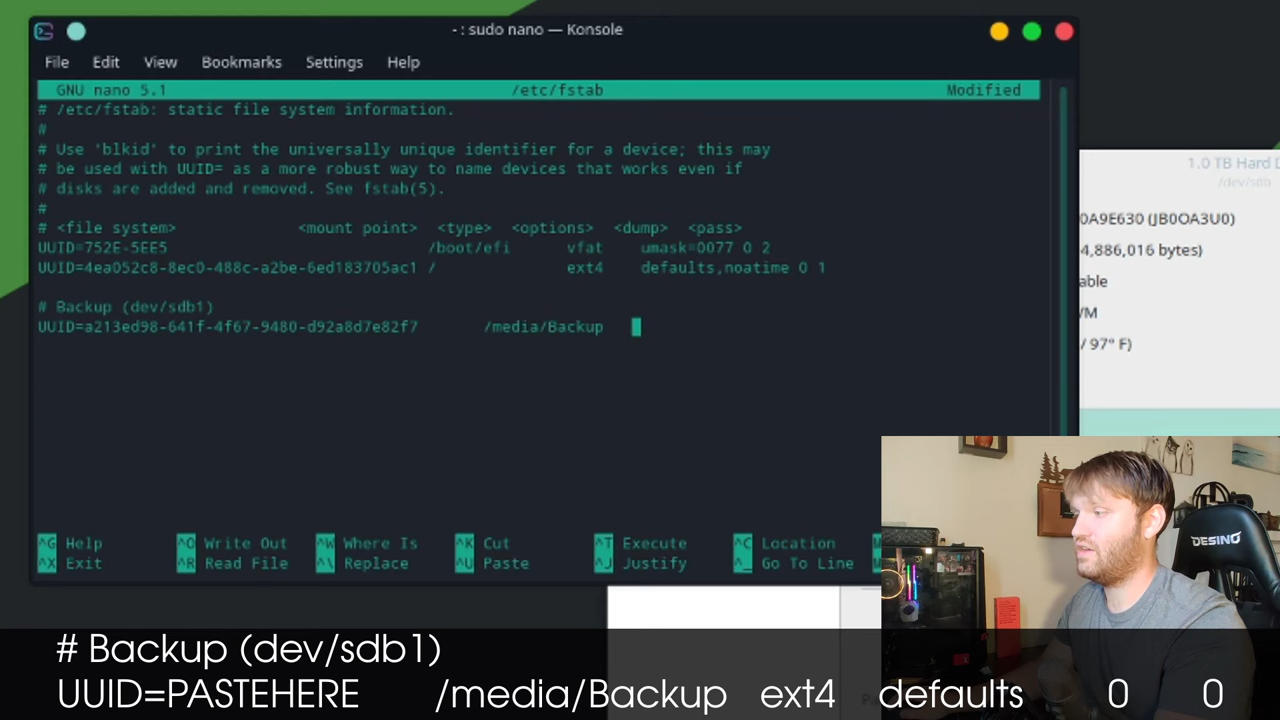 - : sudo nano — Konsole
File Edit View Bookmarks Settings Help
GNU nano 5.1 /etc/fstab Modified
# /etc/fstab: static file system information.
#
# Use 'blkid' to print the universally unique identifier for a device; this may
# be used with UUID= as a more robust way to name devices that works even if
# disks are added and removed. See fstab(5).
#
# <file system> <mount point> <type> <options> <dump> <pass>
UUID=752E-5EE5 /boot/efi vfat umask=0077 0 2
UUID=4ea052c8-8ec0-488c-a2be-6ed183705ac1 / ext4 defaults,noatime 0 1
# Backup (dev/sdb1)
UUID=a213ed98-641f-4f67-9480-d92a8d7e82f7 /media/Backup
^G Help ^O Write Out ^W Where Is ^K Cut ^T Execute ^C Location
^X Exit ^R Read File ^\ Replace ^U Paste ^J Justify ^_ Go To Line
1.0 TB Hard D
/dev/sdb
0A9E630 (JB0OA3U0)
4,886,016 bytes)
able
/M
/ 97° F)
DESINO
# Backup (dev/sdb1)
UUID=PASTEHERE /media/Backup ext4 defaults 0 0